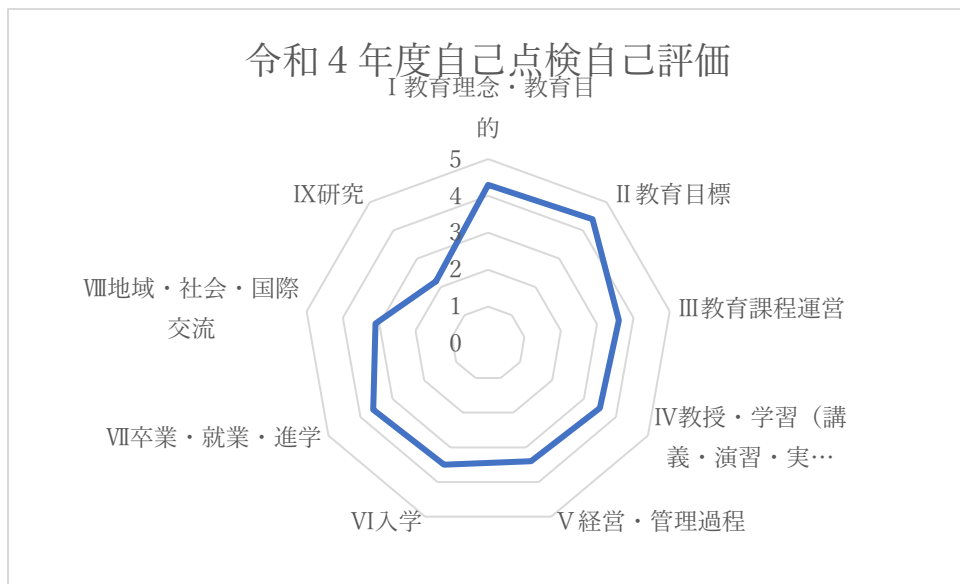 令和４年度自己点検自己評価
Ⅰ教育理念・教育目
的
5
4
3
2
1
0
Ⅱ教育目標
Ⅲ教育課程運営
Ⅳ教授・学習（講
義・演習・実…
Ⅴ経営・管理過程
Ⅵ入学
Ⅶ卒業・就業・進学
Ⅷ地域・社会・国際
交流
Ⅸ研究